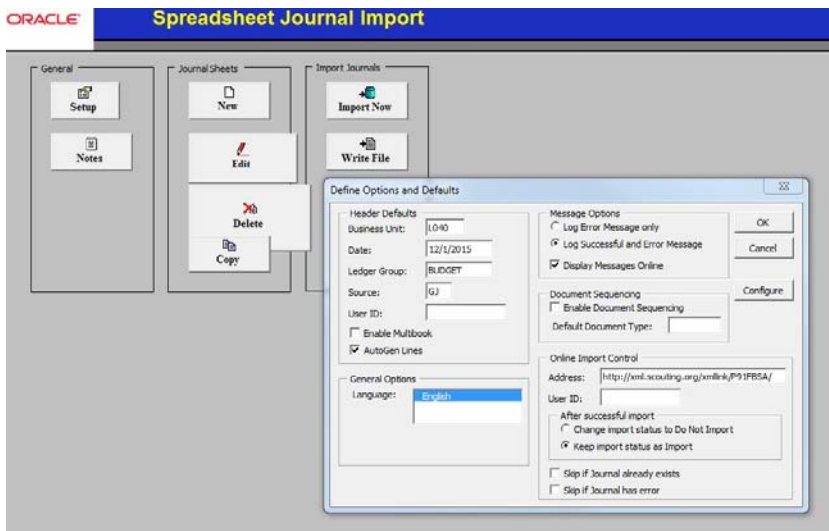 ORACLE
Spreadsheet Journal Import
General
Setup
Notes
Journal Sheets
New
Edit
Delete
Copy
Import Journals
Import Now
Write File
Define Options and Defaults
Header Defaults
Business Unit: L040
Date: 12/1/2015
Ledger Group: BUDGET
Source: GJ
User ID:
Enable Multibook
AutoGen Lines
General Options
Language: English
Message Options
Log Error Message only
Log Successful and Error Message
Display Messages Online
Document Sequencing
Enable Document Sequencing
Default Document Type:
Online Import Control
Address: http://xml.scouting.org/xmllink/P91FBSA/
User ID:
After successful import
Change import status to Do Not Import
Keep import status as Import
Skip if Journal already exists
Skip if Journal has error
OK
Cancel
Configure